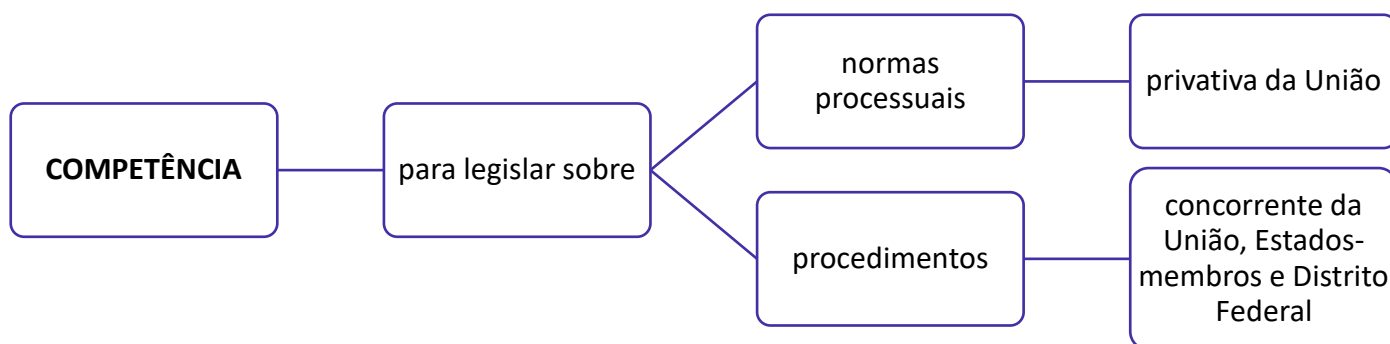 COMPETÊNCIA
para legislar sobre
normas
processuais
privativa da União
procedimentos
concorrente da
União, Estados-
membros e Distrito
Federal